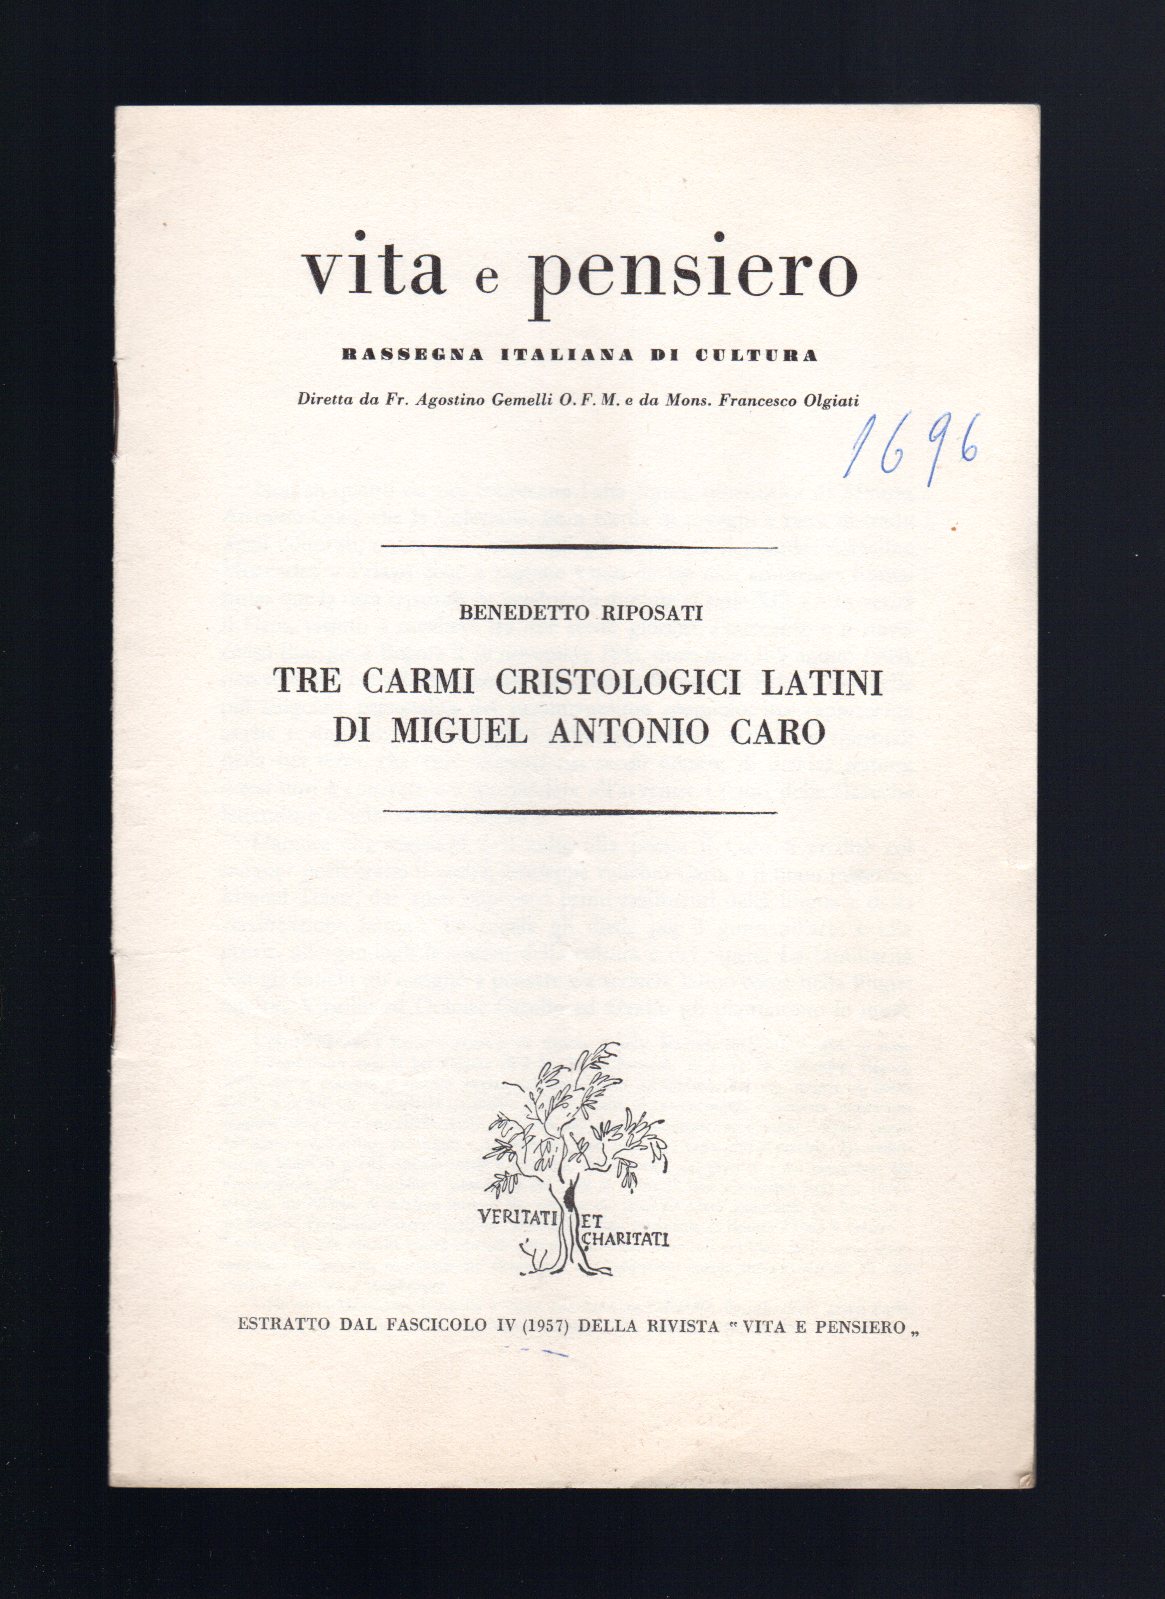 vita e pensiero
RASSEGNA ITALIANA DI CULTURA
Diretta da Fr. Agostino Gemelli O. F. M. e da Mons. Francesco Olgiati
1696
BENEDETTO RIPOSATI
TRE CARMI CRISTOLOGICI LATINI
DI MIGUEL ANTONIO CARO
VERITATI ET
CHARITATI
ESTRATTO DAL FASCICOLO IV (1957) DELLA RIVISTA “ VITA E PENSIERO „